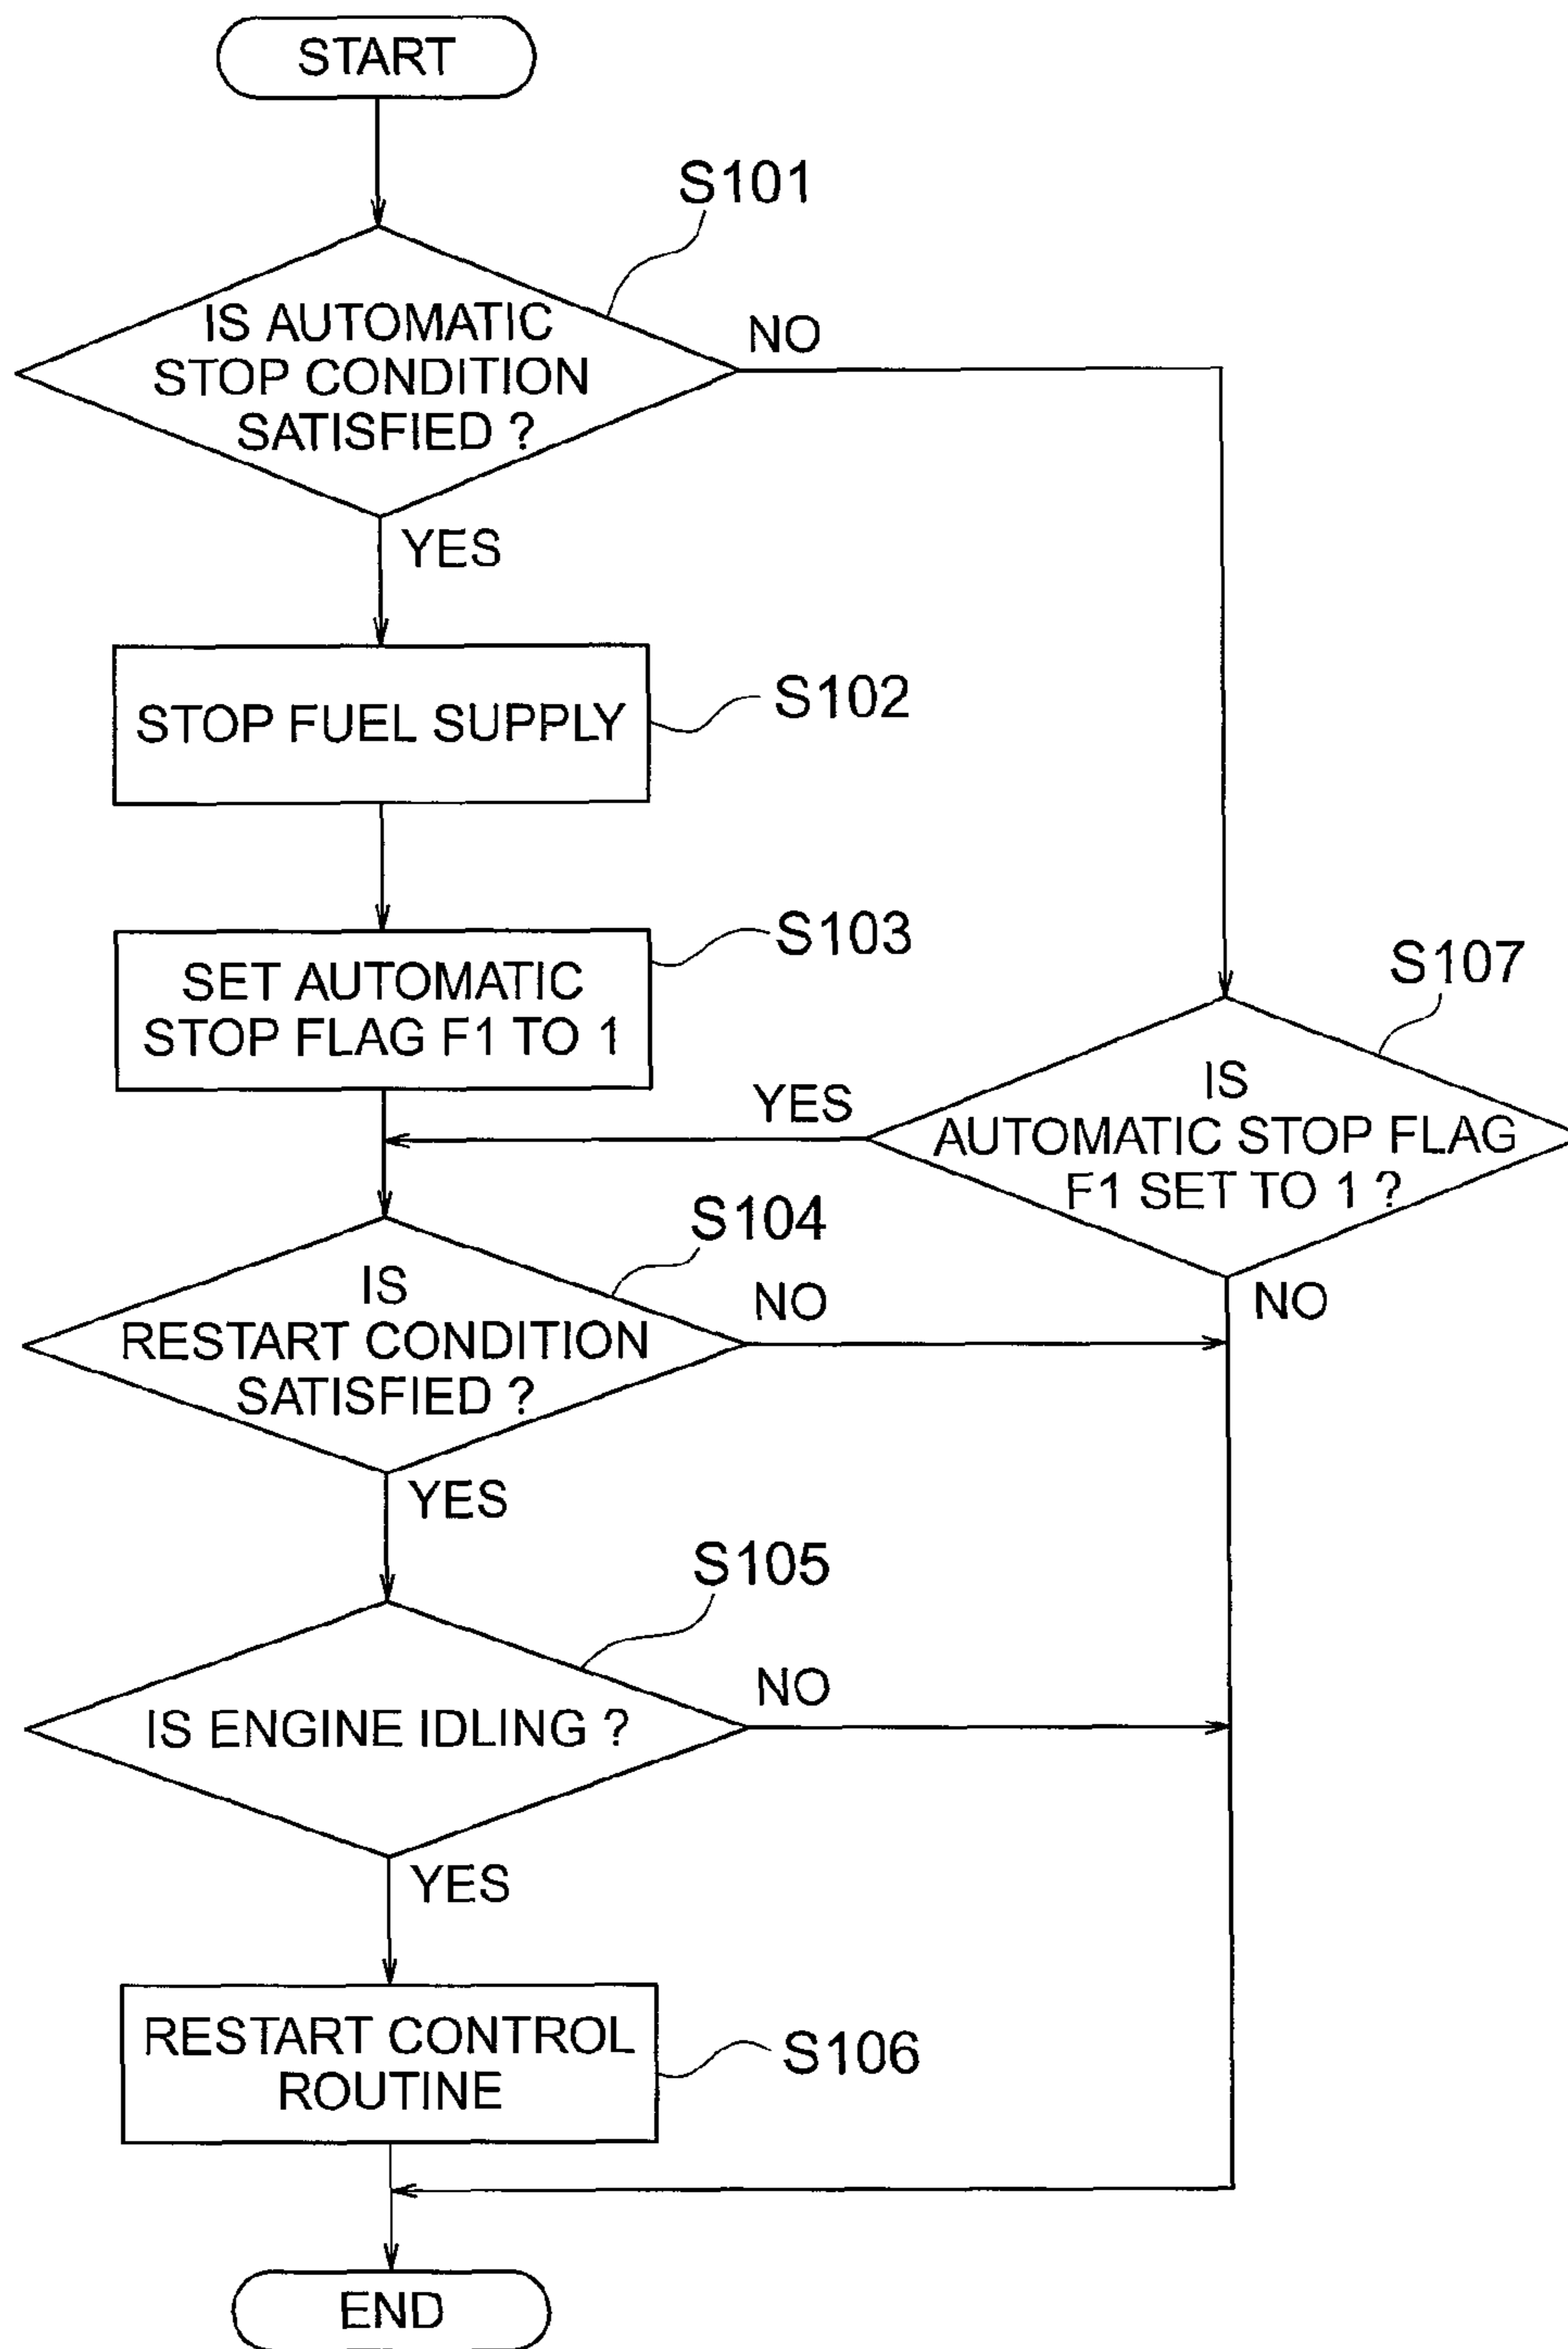 START
S101
IS AUTOMATIC
STOP CONDITION
SATISFIED ?
NO
YES
STOP FUEL SUPPLY
S102
SET AUTOMATIC
STOP FLAG F1 TO 1
S103
S107
IS
AUTOMATIC STOP FLAG
F1 SET TO 1 ?
YES
NO
S104
IS
RESTART CONDITION
SATISFIED ?
NO
YES
S105
IS ENGINE IDLING ?
NO
YES
RESTART CONTROL
ROUTINE
S106
END